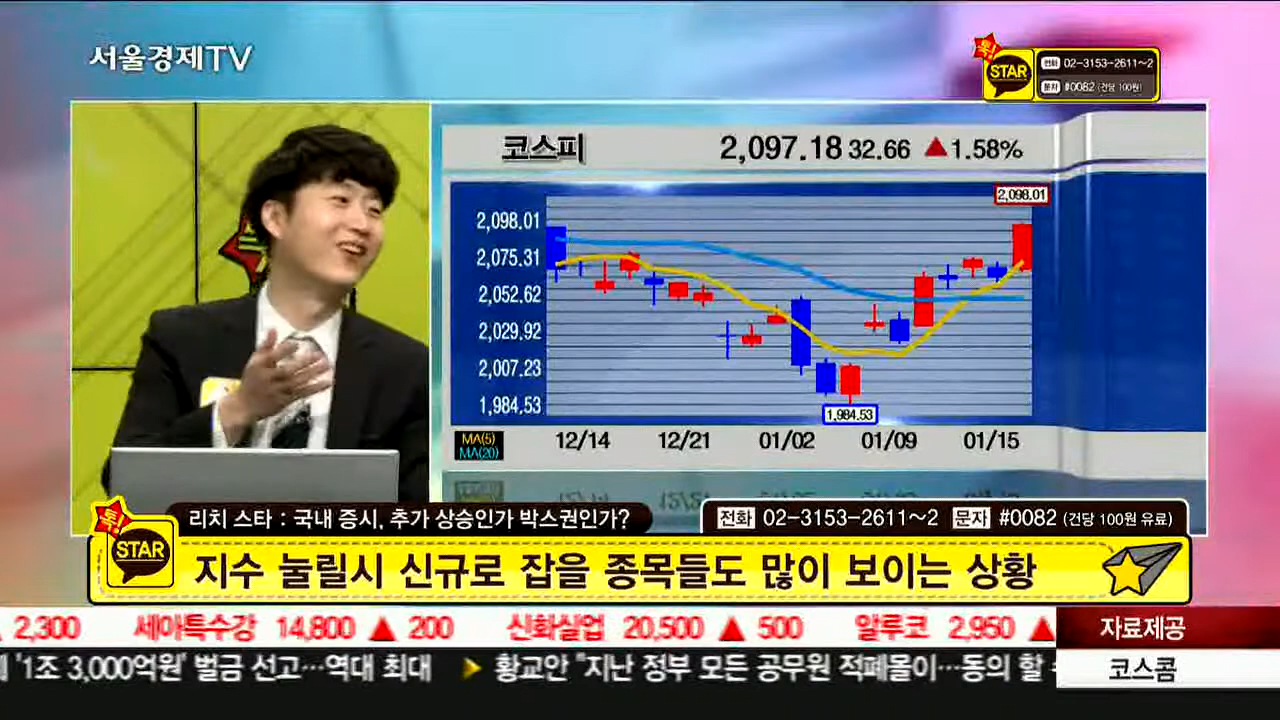 서울경제TV
톡!
STAR
전화 02-3153-2611~2
문자 #0082 (건당 100원)
코스피 2,097.18 32.66 ▲1.58%
2,098.01
2,098.01
2,075.31
2,052.62
2,029.92
2,007.23
1,984.53
1,984.53
MA(5)
MA(20)
12/14 12/21 01/02 01/09 01/15
톡!
STAR
리치 스타 : 국내 증시, 추가 상승인가 박스권인가?
전화 02-3153-2611~2 문자 #0082 (건당 100원 유료)
지수 눌릴시 신규로 잡을 종목들도 많이 보이는 상황
2,300 세아특수강 14,800 ▲ 200 신화실업 20,500 ▲ 500 알루코 2,950 ▲
자료제공
'1조 3,000억원' 벌금 선고…역대 최대 ▶ 황교안 "지난 정부 모든 공무원 적폐몰이…동의 할
코스콤